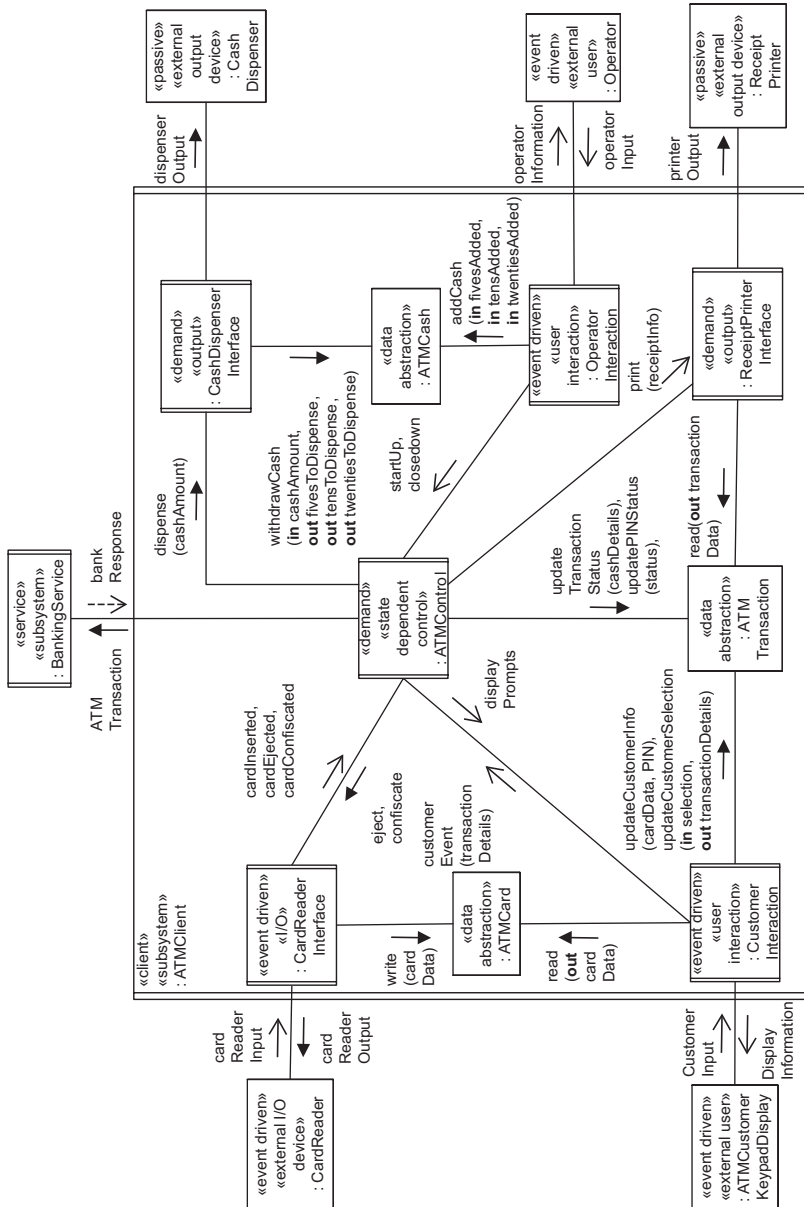 «service»
«subsystem»
: BankingService
ATM
Transaction
bank
Response
«client»
«subsystem»
: ATMClient
«event driven»
«external I/O
device»
: CardReader
card
Reader
Input
card
Reader
Output
«event driven»
«I/O»
: CardReader
Interface
cardInserted,
cardEjected,
cardConfiscated
eject,
confiscate
write
(card
Data)
«data
abstraction»
: ATMCard
read
(out card
Data)
customer
Event
(transaction
Details)
display
Prompts
«event driven»
«external user»
: ATMCustomer
KeypadDisplay
Customer
Input
Display
Information
«event driven»
«user
interaction»
: Customer
Interaction
updateCustomerInfo
(cardData, PIN),
updateCustomerSelection
(in selection,
out transactionDetails)
«demand»
«state
dependent
control»
: ATMControl
dispense
(cashAmount)
«demand»
«output»
: CashDispenser
Interface
dispenser
Output
«passive»
«external
output
device»
: Cash
Dispenser
withdrawCash
(in cashAmount,
out fivesToDispense,
out tensToDispense,
out twentiesToDispense)
«data
abstraction»
: ATMCash
addCash
(in fivesAdded,
in tensAdded,
in twentiesAdded)
startUp,
closedown
«event driven»
«user
interaction»
: Operator
Interaction
operator
Information
operator
Input
«event
driven»
«external
user»
: Operator
print
(receiptInfo)
update
Transaction
Status
(cashDetails),
updatePINStatus
(status),
«data
abstraction»
: ATM
Transaction
read(out transaction
Data)
«demand»
«output»
: ReceiptPrinter
Interface
printer
Output
«passive»
«external
output device»
: Receipt
Printer